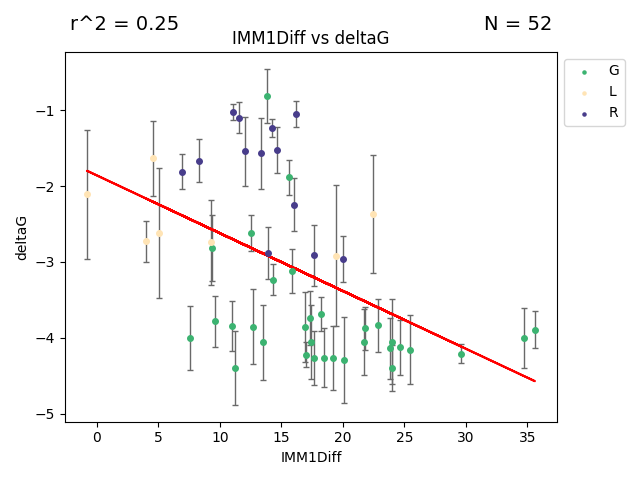 r^2 = 0.25
N = 52
IMM1Diff vs deltaG
G
L
R
−1
−2
−3
−4
−5
deltaG
0 5 10 15 20 25 30 35
IMM1Diff